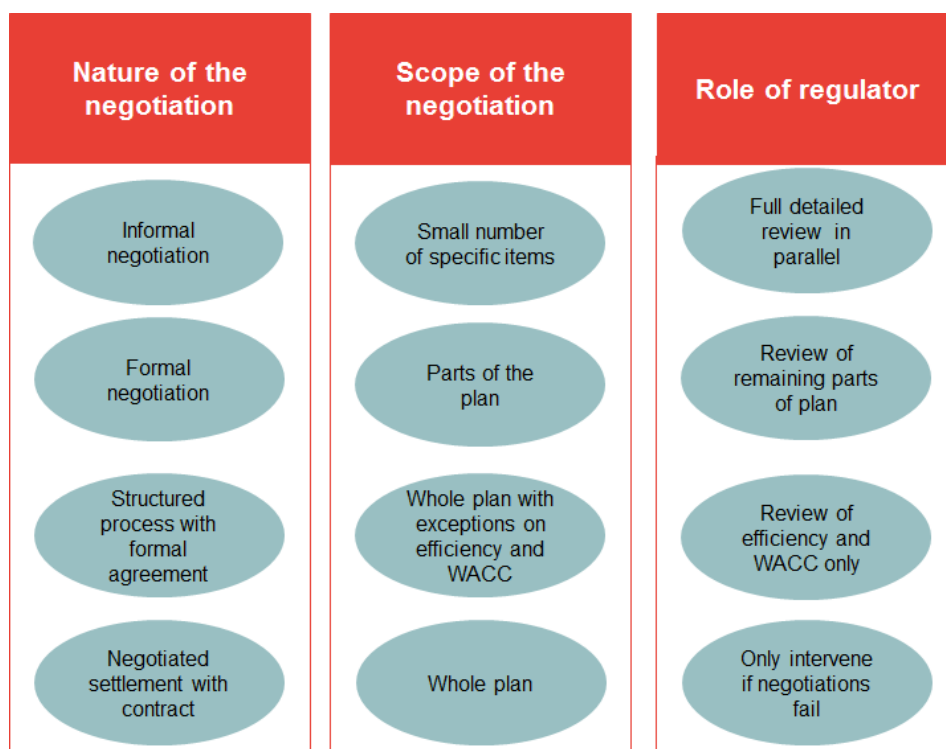 Nature of the
negotiation
Informal
negotiation
Formal
negotiation
Structured
process with
formal
agreement
Negotiated
settlement with
contract
Scope of the
negotiation
Small number
of specific items
Parts of the
plan
Whole plan with
exceptions on
efficiency and
WACC
Whole plan
Role of regulator
Full detailed
review in
parallel
Review of
remaining parts
of plan
Review of
efficiency and
WACC only
Only intervene
if negotiations
fail